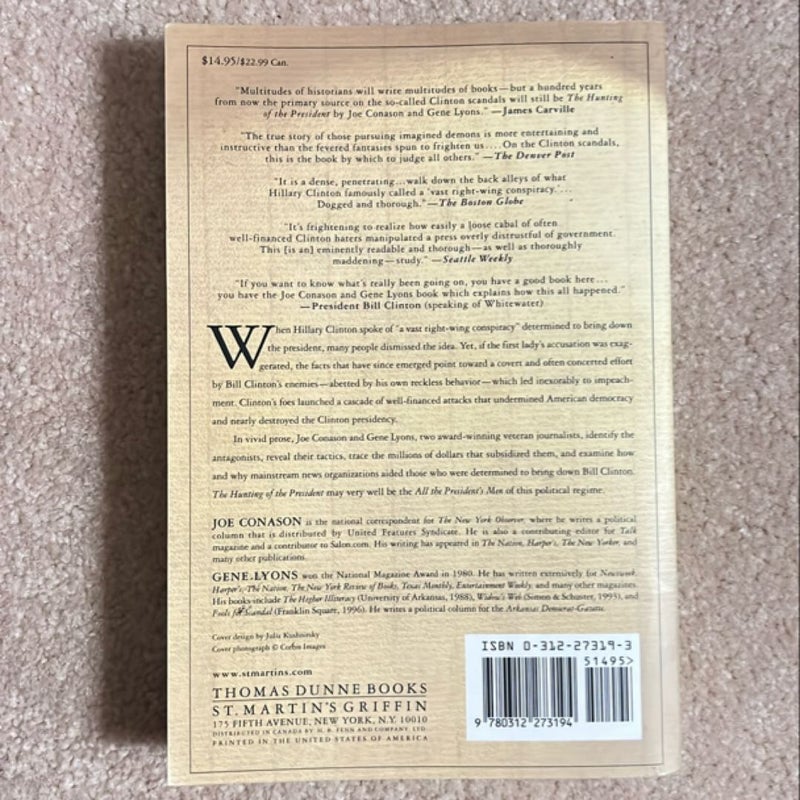 $14.95/$22.99 Can.
"Multitudes of historians will write multitudes of books—but a hundred years
from now the primary source on the so-called Clinton scandals will still be The Hunting
of the President by Joe Conason and Gene Lyons." —James Carville
"The true story of those pursuing imagined demons is more entertaining and
instructive than the fevered fantasies spun to frighten us....On the Clinton scandals,
this is the book by which to judge all others." —The Denver Post
"It is a dense, penetrating...walk down the back alleys of what
Hillary Clinton famously called a 'vast right-wing conspiracy.'...
Dogged and thorough." —The Boston Globe
"It's frightening to realize how easily a loose cabal of often
well-financed Clinton haters manipulated a press overly distrustful of government.
This [is an] eminently readable and thorough—as well as thoroughly
maddening—study." —Seattle Weekly
"If you want to know what's really been going on, you have a good book here...
you have the Joe Conason and Gene Lyons book which explains how this all happened."
—President Bill Clinton (speaking of Whitewater)
When Hillary Clinton spoke of "a vast right-wing conspiracy" determined to bring down
the president, many people dismissed the idea. Yet, if the first lady's accusation was exag-
gerated, the facts that have since emerged point toward a covert and often concerted effort
by Bill Clinton's enemies—abetted by his own reckless behavior—which led inexorably to impeach-
ment. Clinton's foes launched a cascade of well-financed attacks that undermined American democracy
and nearly destroyed the Clinton presidency.
In vivid prose, Joe Conason and Gene Lyons, two award-winning veteran journalists, identify the
antagonists, reveal their tactics, trace the millions of dollars that subsidized them, and examine how
and why mainstream news organizations aided those who were determined to bring down Bill Clinton.
The Hunting of the President may very well be the All the President's Men of this political regime.
JOE CONASON is the national correspondent for The New York Observer, where he writes a political
column that is distributed by United Features Syndicate. He is also a contributing editor for Talk
magazine and a contributor to Salon.com. His writing has appeared in The Nation, Harper's, The New Yorker, and
many other publications.
GENE LYONS won the National Magazine Award in 1980. He has written extensively for Newsweek,
Harper's, The Nation, The New York Review of Books, Texas Monthly, Entertainment Weekly, and many other magazines.
His books include The Higher Illiteracy (University of Arkansas, 1988), Widow's Web (Simon & Schuster, 1993), and
Fools for Scandal (Franklin Square, 1996). He writes a political column for the Arkansas Democrat-Gazette.
Cover design by Julia Kushnirsky
Cover photograph © Corbis Images
www.stmartins.com
THOMAS DUNNE BOOKS
ST. MARTIN'S GRIFFIN
175 FIFTH AVENUE, NEW YORK, N.Y. 10010
DISTRIBUTED IN CANADA BY H. B. FENN AND COMPANY, LTD.
PRINTED IN THE UNITED STATES OF AMERICA
ISBN 0-312-27319-3
51495>
9 780312 273194